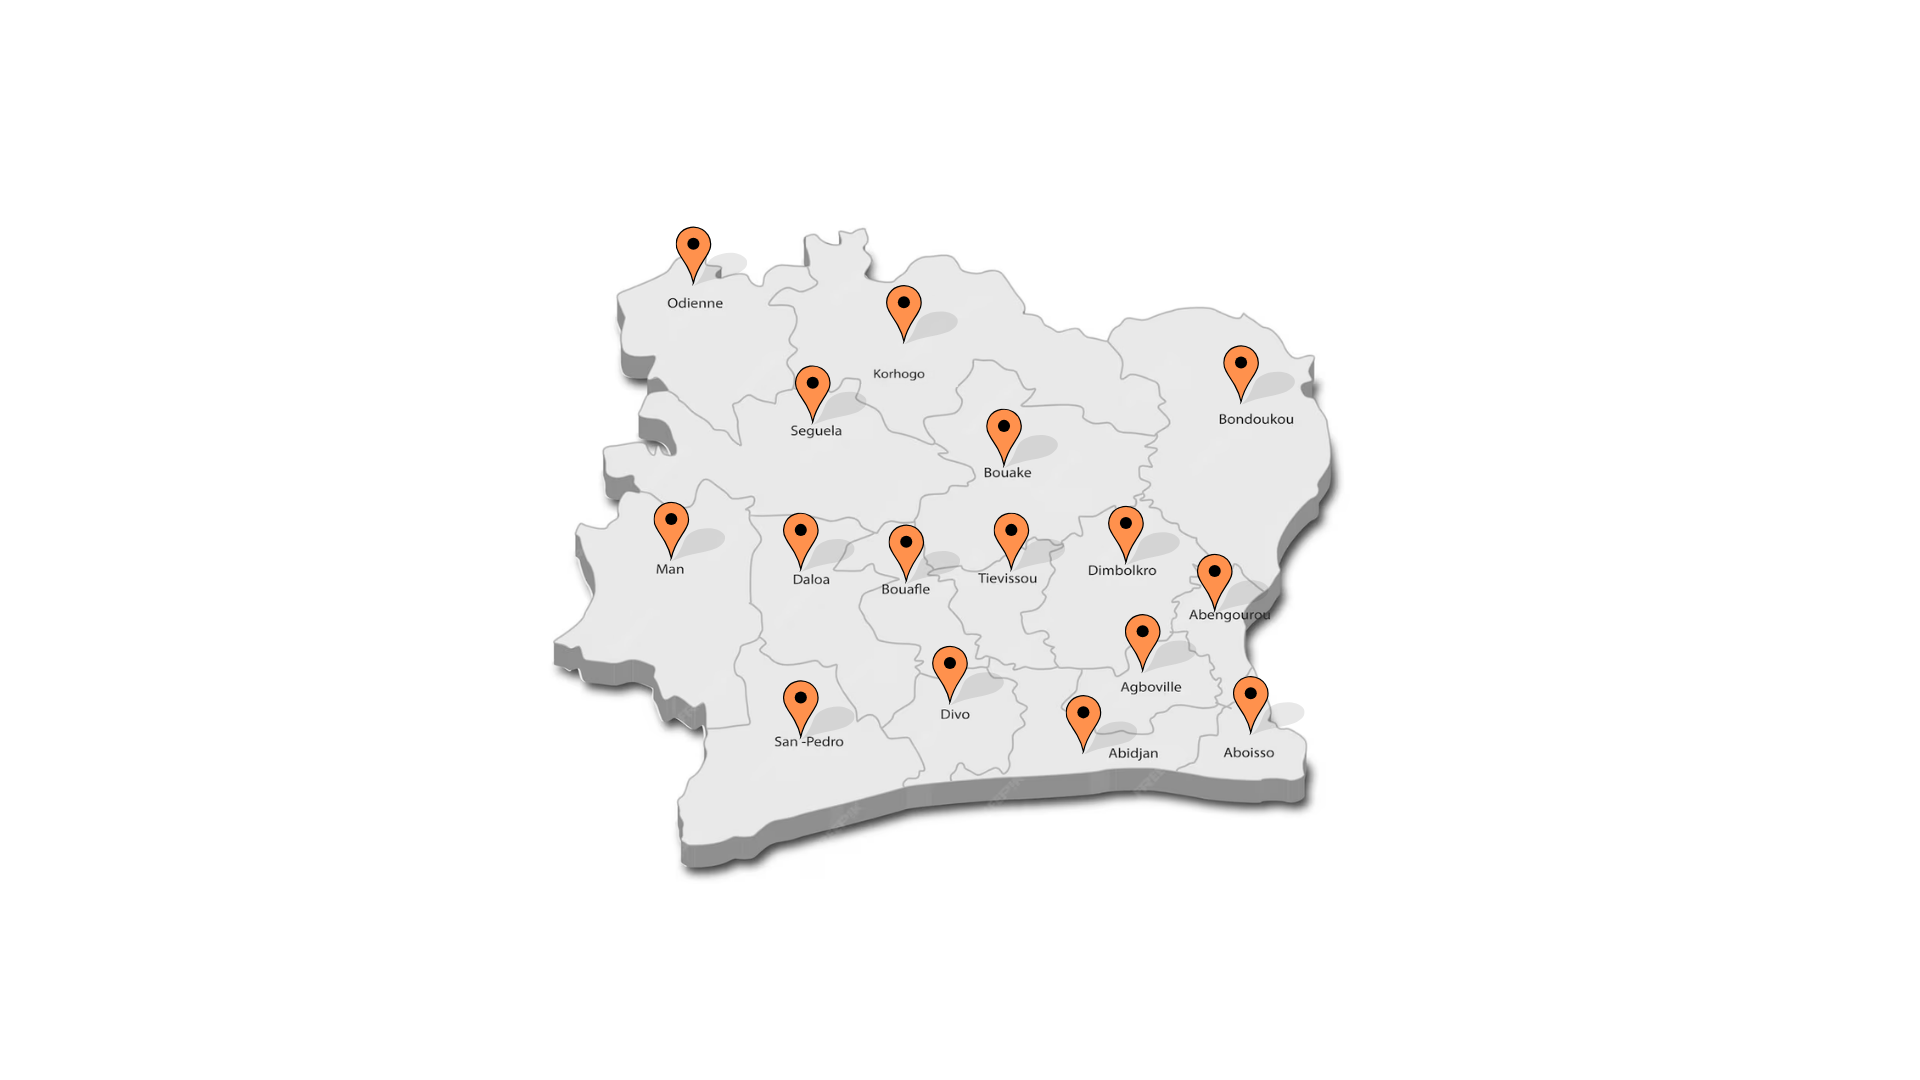 Odienne
Korhogo
Bondoukou
Seguela
Bouake
Man
Daloa
Bouafle
Tievissou
Dimbolkro
Abengourou
Agboville
Divo
San -Pedro
Abidjan
Aboisso